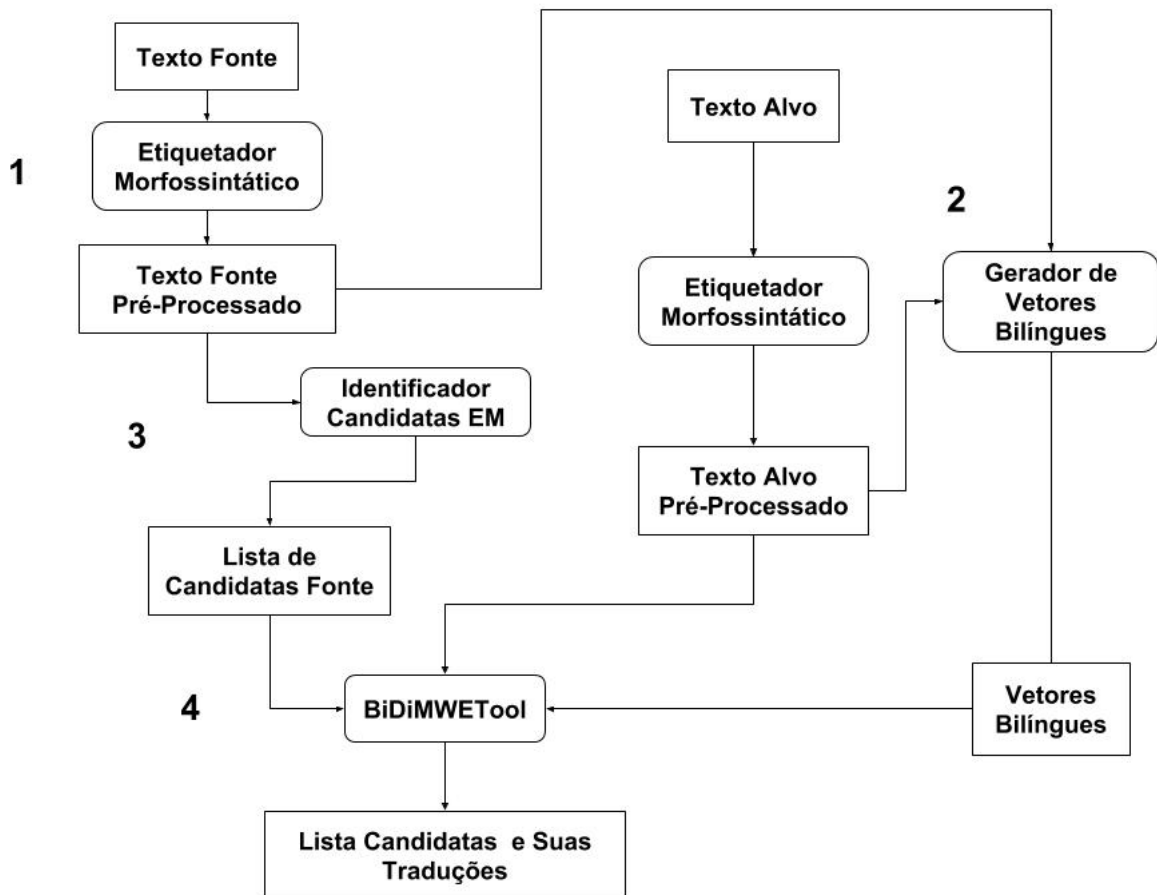 Texto Fonte
Texto Alvo
1
Etiquetador
Morfossintático
2
Texto Fonte
Pré-Processado
Etiquetador
Morfossintático
Gerador de
Vetores
Bilíngues
Identificador
Candidatas EM
3
Texto Alvo
Pré-Processado
Lista de
Candidatas Fonte
4
BiDiMWETool
Vetores
Bilíngues
Lista Candidatas e Suas
Traduções